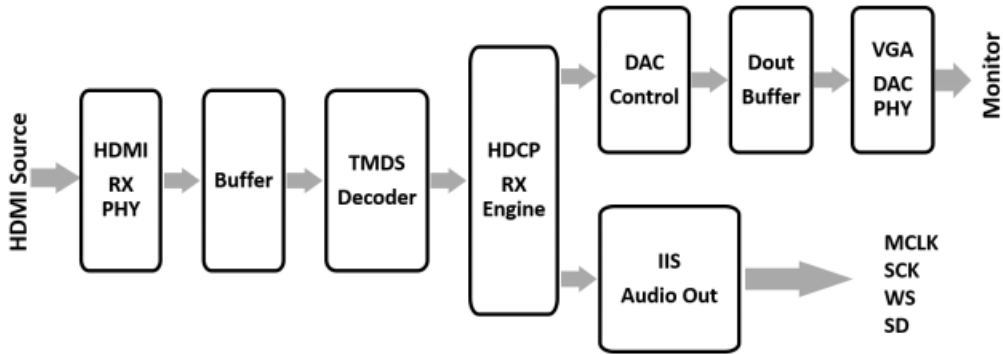 HDMI Source
HDMI
RX
PHY
Buffer
TMDS
Decoder
HDCP
RX
Engine
DAC
Control
Dout
Buffer
VGA
DAC
PHY
Monitor
IIS
Audio Out
MCLK
SCK
WS
SD